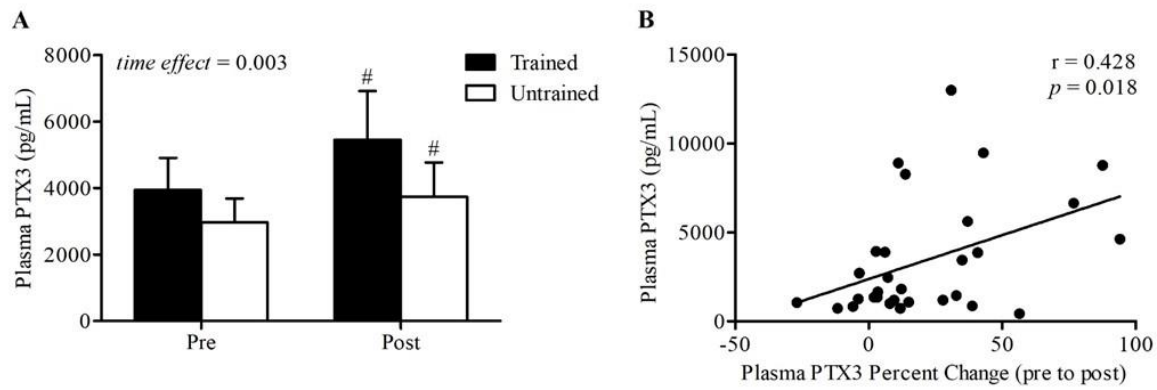 A
time effect = 0.003
Trained
Untrained
#
#
Plasma PTX3 (pg/mL)
8000
6000
4000
2000
0
Pre
Post
B
r = 0.428
p = 0.018
Plasma PTX3 (pg/mL)
15000
10000
5000
0
-50
0
50
100
Plasma PTX3 Percent Change (pre to post)